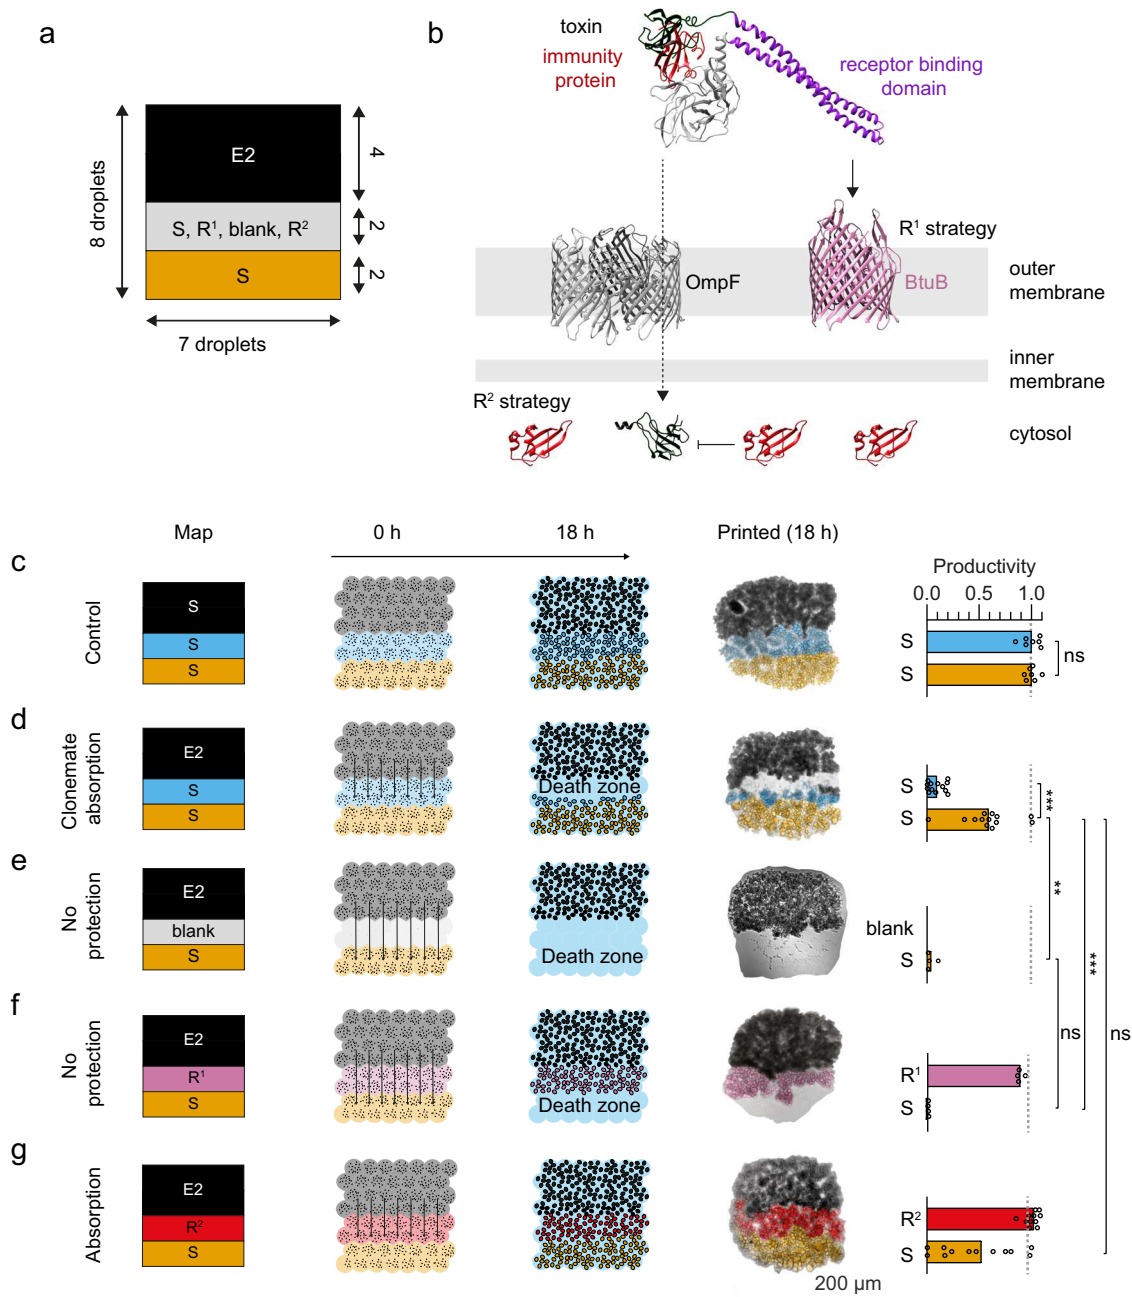 a
8 droplets
E2
4
S, R¹, blank, R²
2
S
2
7 droplets
b
toxin
immunity
protein
receptor binding
domain
R¹ strategy
OmpF
BtuB
outer
membrane
inner
membrane
R² strategy
cytosol
Map
0 h
18 h
Printed (18 h)
Productivity
0.0
0.5
1.0
c
Control
S
S
S
S
S
ns
d
Clonemate
absorption
E2
S
S
Death zone
S
S
***
e
No
protection
E2
blank
S
Death zone
blank
S
**
f
No
protection
E2
R¹
S
Death zone
R¹
S
ns
***
ns
g
Absorption
E2
R²
S
R²
S
200 µm